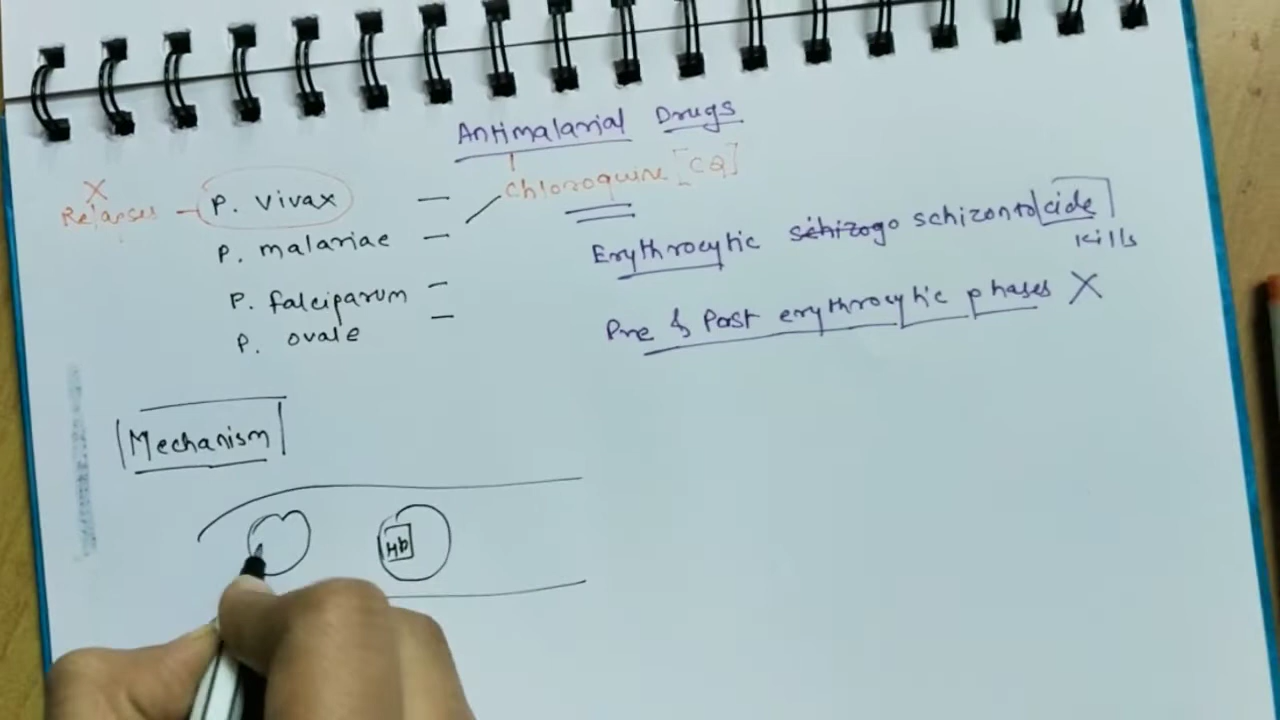 Antimalarial Drugs
Chloroquine [CQ]
X
Relapses - P. vivax -
P. malariae -
P. falciparum -
P. ovale -
Erythrocytic schizogo schizontocide
kills
Pre & Post erythrocytic phases X
Mechanism
Hb